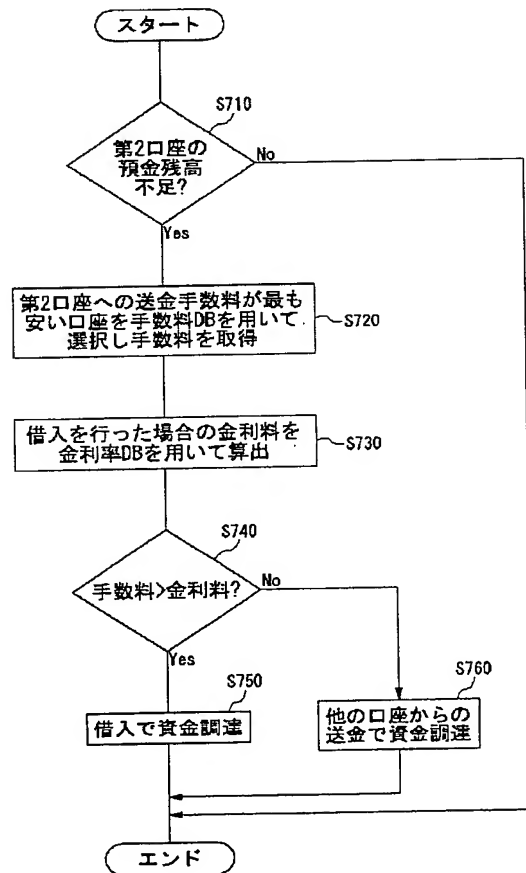 スタート
S710
第2口座の
預金残高
不足?
No
Yes
第2口座への送金手数料が最も
安い口座を手数料DBを用いて
選択し手数料を取得
S720
借入を行った場合の金利料を
金利率DBを用いて算出
S730
S740
手数料>金利料?
No
Yes
S750
借入で資金調達
S760
他の口座からの
送金で資金調達
エンド